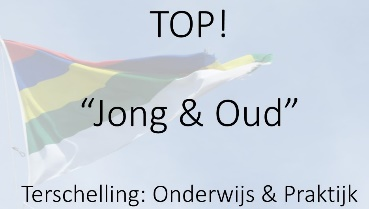 TOP!
“Jong & Oud”
Terschelling: Onderwijs & Praktijk